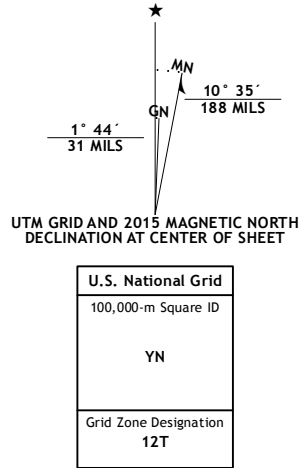 ★
MN
GN
10° 35´
188 MILS
1° 44´
31 MILS
UTM GRID AND 2015 MAGNETIC NORTH
DECLINATION AT CENTER OF SHEET
U.S. National Grid
100,000-m Square ID
YN
Grid Zone Designation
12T